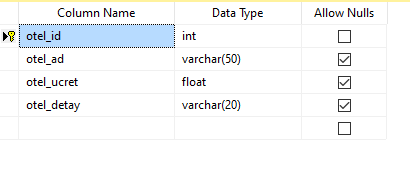 Column Name Data Type Allow Nulls
otel_id int
otel_ad varchar(50)
otel_ucret float
otel_detay varchar(20)